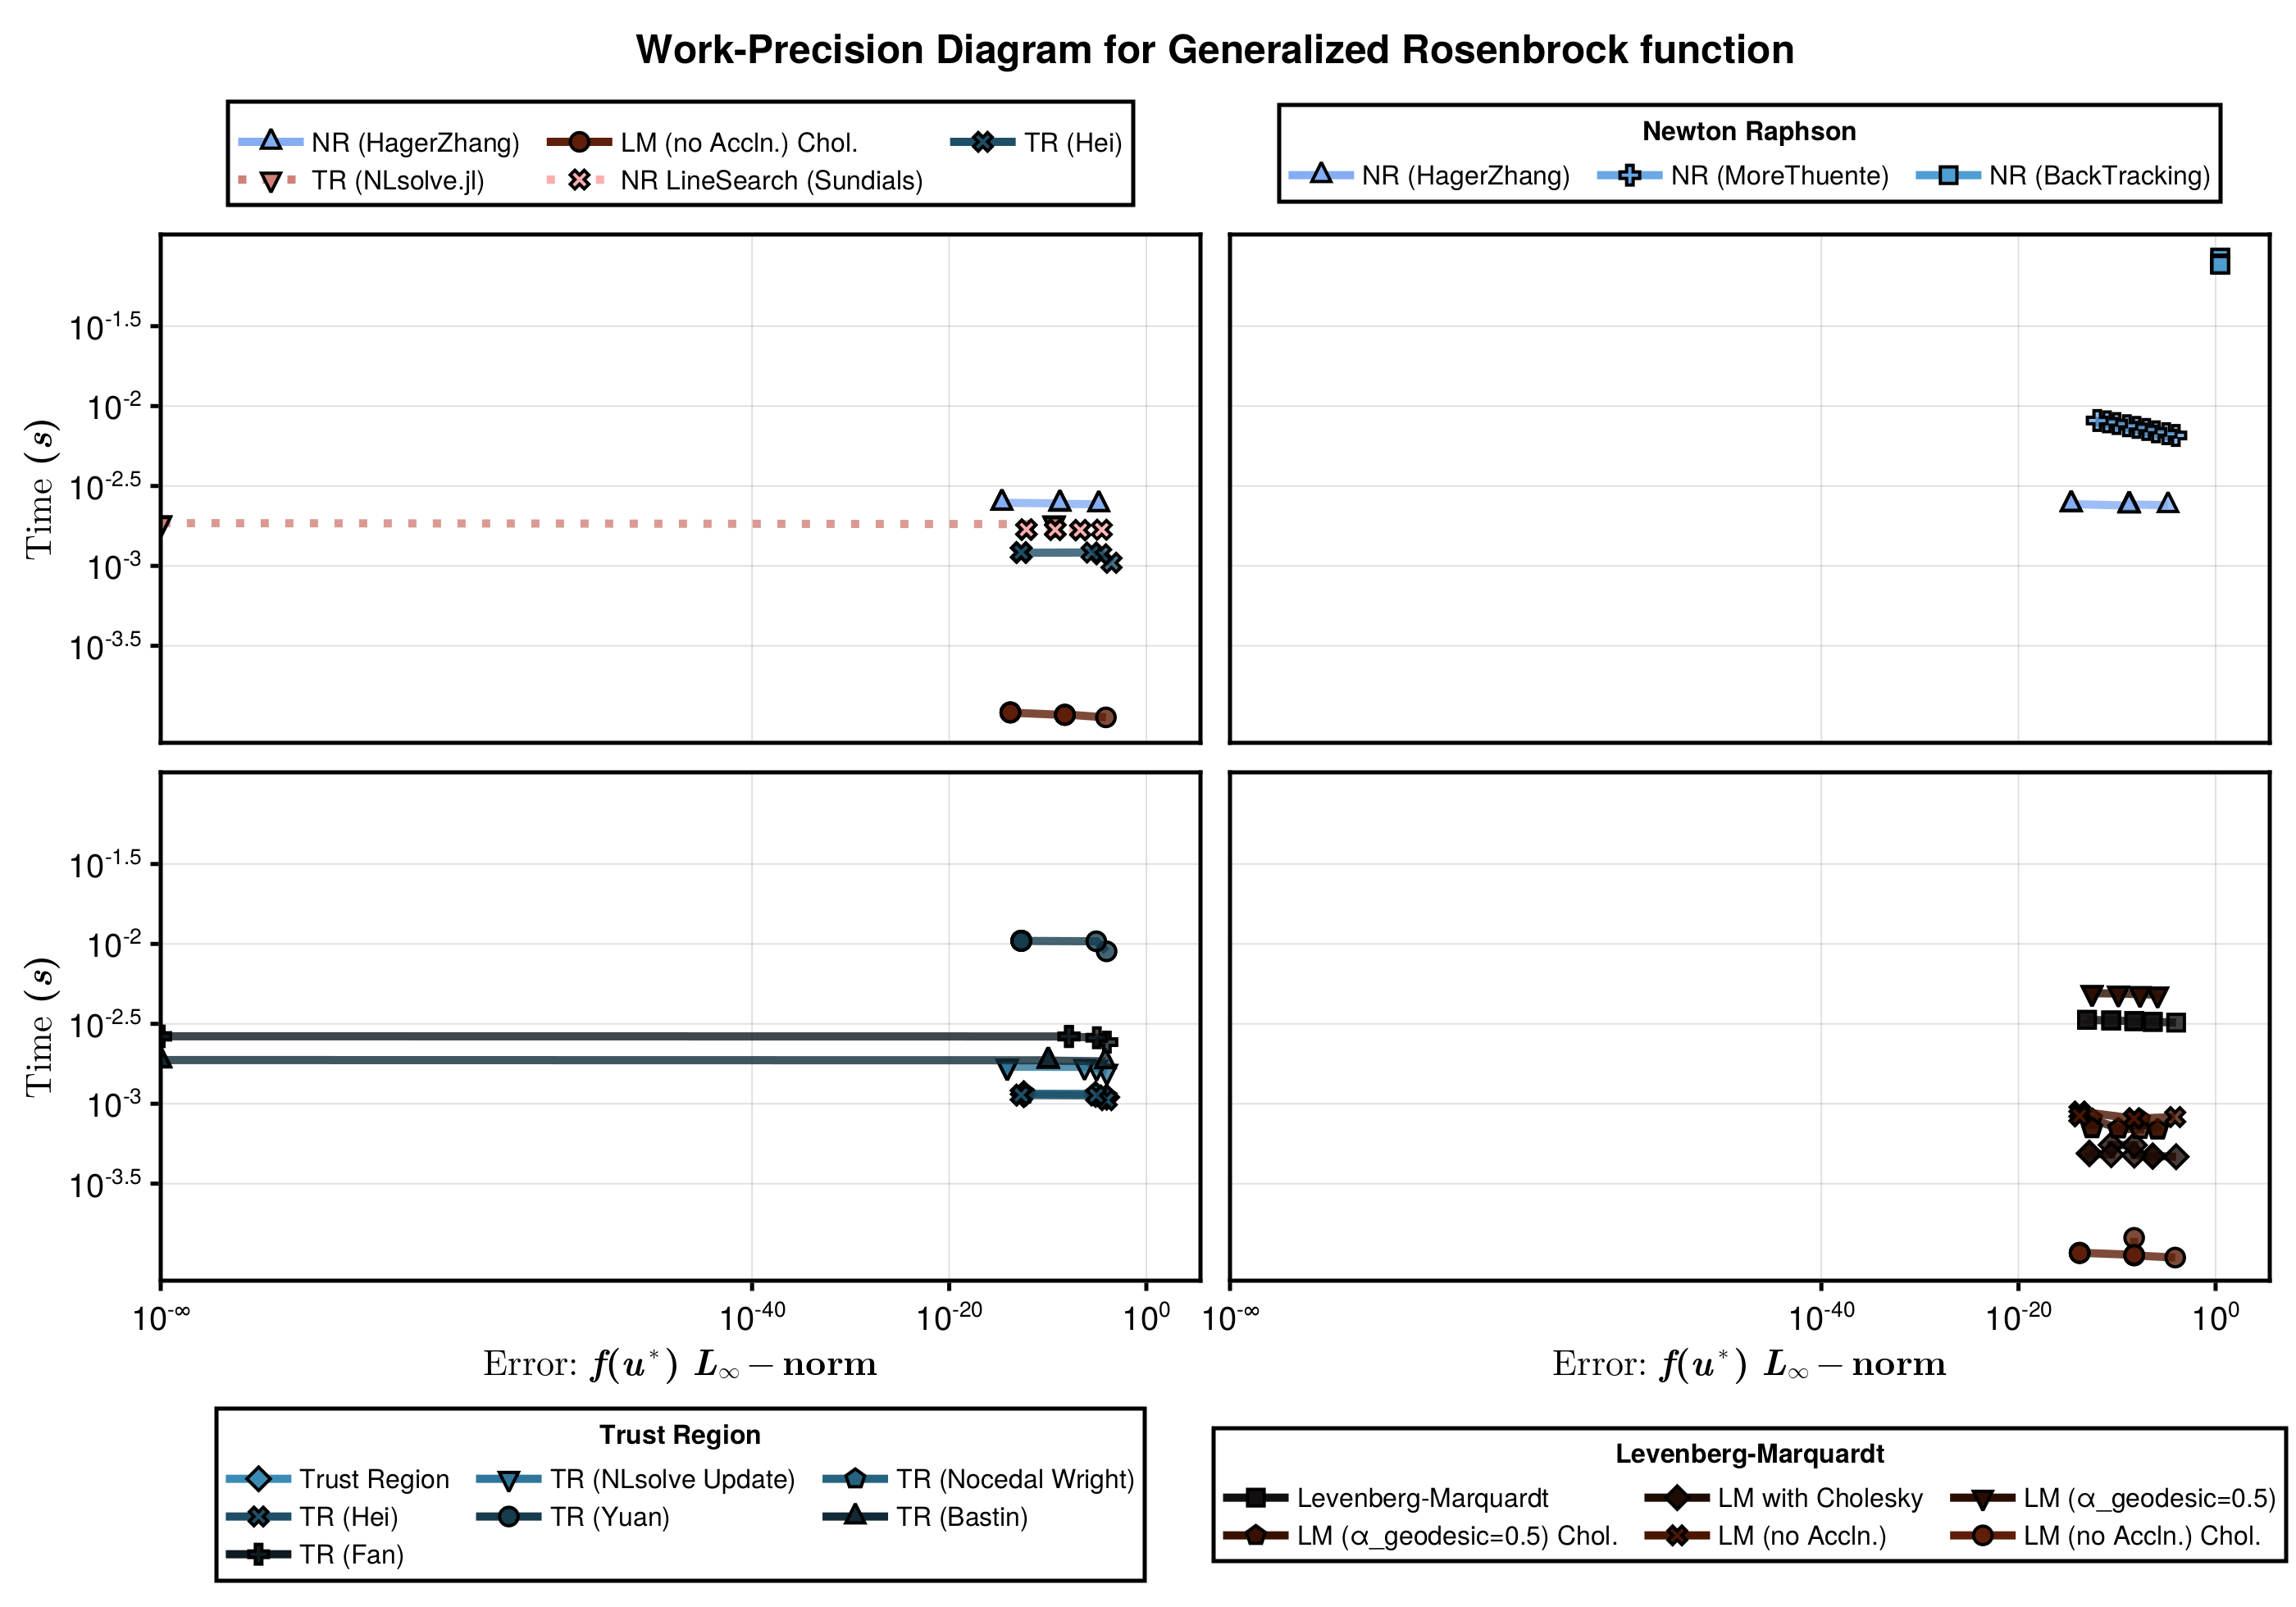 Work-Precision Diagram for Generalized Rosenbrock function
NR (HagerZhang) LM (no Accln.) Chol. TR (Hei)
TR (NLsolve.jl) NR LineSearch (Sundials)
Newton Raphson
NR (HagerZhang) NR (MoreThuente) NR (BackTracking)
Time (s)
10^-1.5
10^-2
10^-2.5
10^-3
10^-3.5
Time (s)
10^-1.5
10^-2
10^-2.5
10^-3
10^-3.5
10^-∞ 10^-40 10^-20 10^0
10^-∞ 10^-40 10^-20 10^0
Error: f(u*) L∞ − norm
Error: f(u*) L∞ − norm
Trust Region
Trust Region TR (NLsolve Update) TR (Nocedal Wright)
TR (Hei) TR (Yuan) TR (Bastin)
TR (Fan)
Levenberg-Marquardt
Levenberg-Marquardt LM with Cholesky LM (α_geodesic=0.5)
LM (α_geodesic=0.5) Chol. LM (no Accln.) LM (no Accln.) Chol.